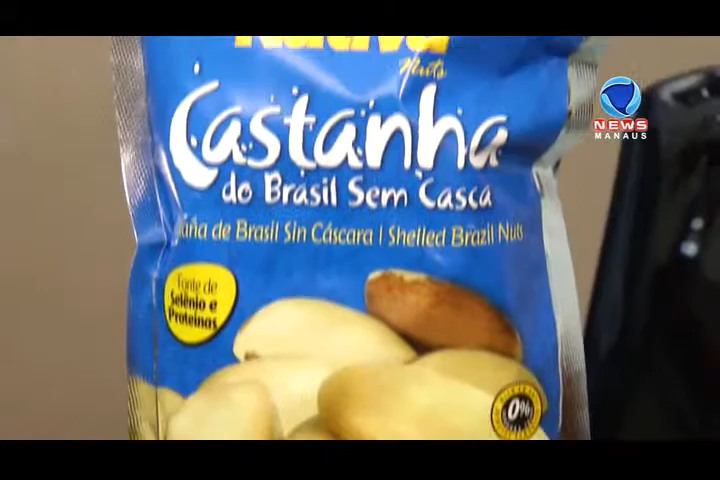 Nuts
NEWS
MANAUS
Castanha
do Brasil Sem Casca
de Brasil Sin Cáscara | Shelled Brazil Nuts
Fonte de
Selênio e
Proteínas
0%